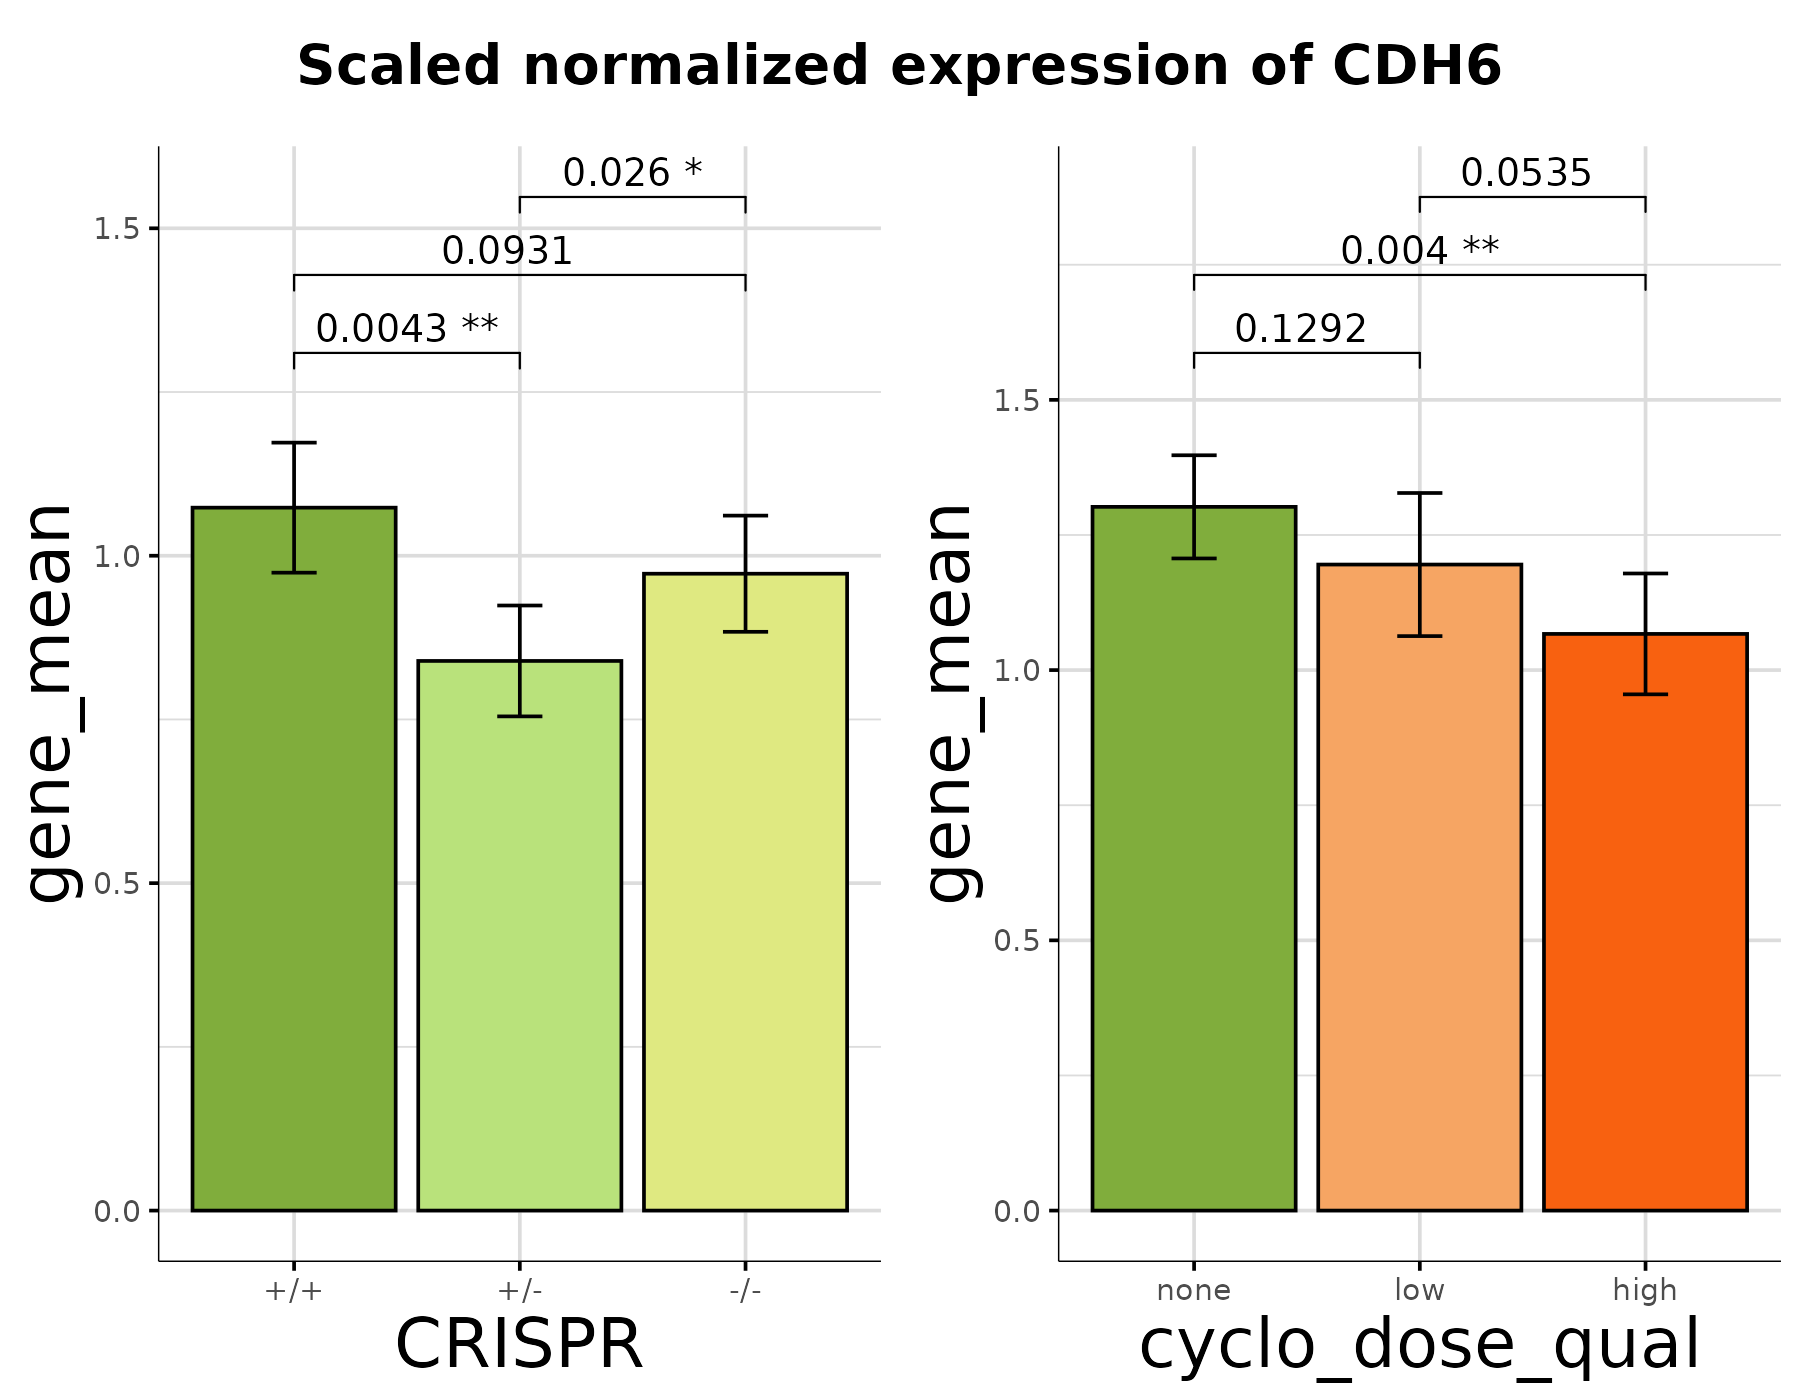 Scaled normalized expression of CDH6
0.026 *
0.0931
0.0043 **
1.5
1.0
0.5
0.0
gene_mean
+/+ +/- -/-
CRISPR
0.0535
0.004 **
0.1292
1.5
1.0
0.5
0.0
gene_mean
none low high
cyclo_dose_qual